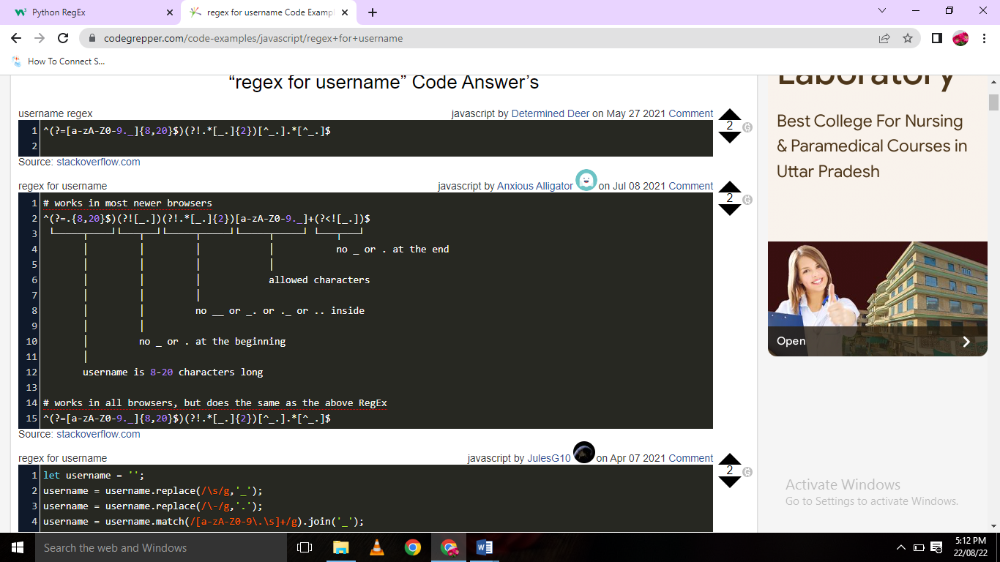 Python RegEx
regex for username Code Exampl
codegrepper.com/code-examples/javascript/regex+for+username
How To Connect S...
“regex for username” Code Answer’s
username regex
javascript by Determined Deer on May 27 2021 Comment
2
1 ^(?=[a-zA-Z0-9._]{8,20}$)(?!.*[_.]{2})[^_.].*[^_.]$
2
Source: stackoverflow.com
regex for username
javascript by Anxious Alligator on Jul 08 2021 Comment
2
1 # works in most newer browsers
2 ^(?=.{8,20}$)(?![_.])(?!.*[_.]{2})[a-zA-Z0-9._]+(?<![_.])$
3 └─────┬────┘└───┬──┘└─────┬─────┘└─────┬─────┘ └───┬───┘
4 │ │ │ │ no _ or . at the end
5 │ │ │ │
6 │ │ │ allowed characters
7 │ │ │
8 │ │ no __ or _. or ._ or .. inside
9 │ │
10 │ no _ or . at the beginning
11 │
12 username is 8-20 characters long
13
14 # works in all browsers, but does the same as the above RegEx
15 ^(?=[a-zA-Z0-9._]{8,20}$)(?!.*[_.]{2})[^_.].*[^_.]$
Source: stackoverflow.com
regex for username
javascript by JulesG10 on Apr 07 2021 Comment
2
1 let username = '';
2 username = username.replace(/\s/g,'_');
3 username = username.replace(/\-/g,'.');
4 username = username.match(/[a-zA-Z0-9\.\s]+/g).join('_');
Laboratory
Best College For Nursing
& Paramedical Courses in
Uttar Pradesh
Open
Activate Windows
Go to Settings to activate Windows.
Search the web and Windows
5:12 PM
22/08/22